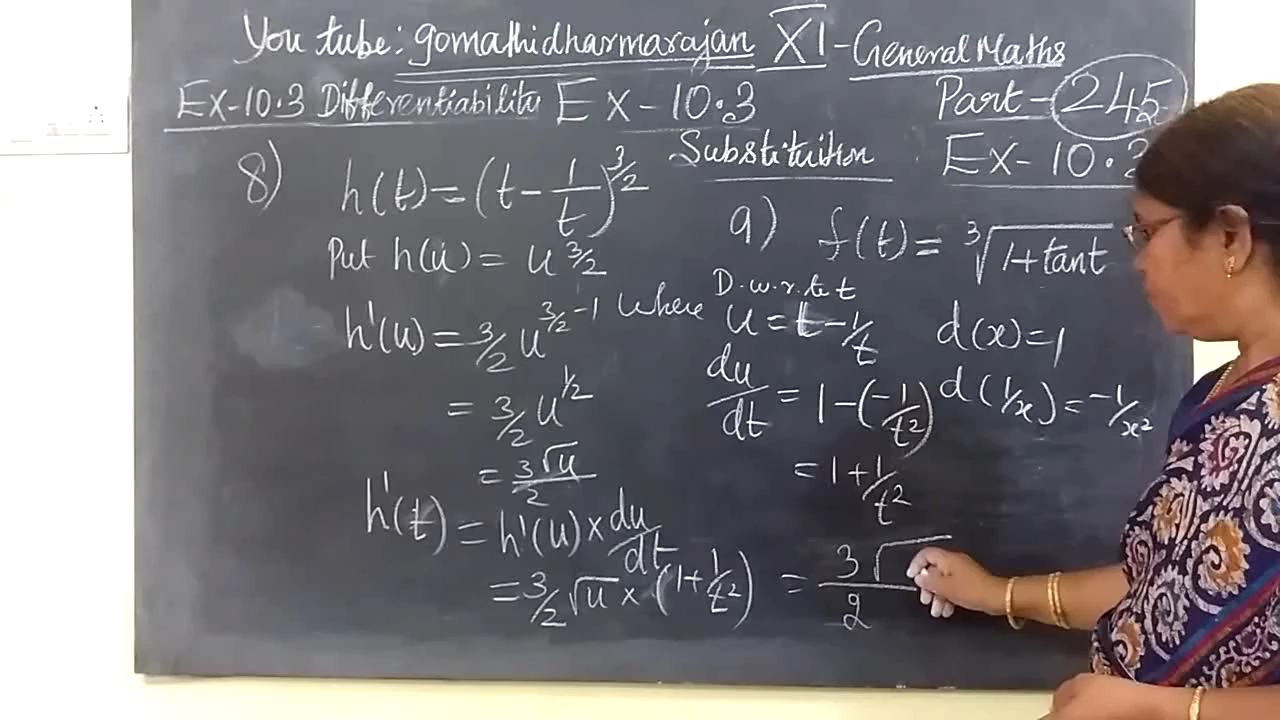 You tube: gomathidharmarajan XI - General Maths
Ex-10.3 Differentiability Ex-10.3 Part-245
Substituition Ex-10.
8) h(t) = (t - 1/t)^3/2
Put h(u) = u^3/2
h'(u) = 3/2 u^3/2 -1 where
= 3/2 u^1/2
= 3√u/2
h'(t) = h'(u) × du/dt
= 3/2 √u × (1 + 1/t²) = 3√ /2
9) f(t) = ³√1+tant
D.w.r.to t
u = t - 1/t d(x) = 1
du/dt = 1 - (-1/t²) d(1/x) = -1/x²
= 1 + 1/t²